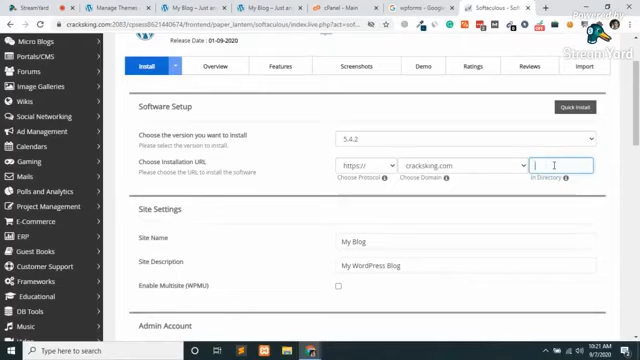 StreamYard
Manage Themes
My Blog – Just an
My Blog – Just an
cPanel - Main
wpforms - Google
Softaculous - Word
cracksking.com:2083/cpsess8621440674/frontend/paper_lantern/softaculous/index.live.php?act=sof
Powered by
StreamYard
Release Date : 01-09-2020
Micro Blogs
Portals/CMS
Forums
Image Galleries
Wikis
Social Networking
Ad Management
Calendars
Gaming
Mails
Polls and Analytics
Project Management
E-Commerce
ERP
Guest Books
Customer Support
Frameworks
Educational
DB Tools
Music
Install
Overview
Features
Screenshots
Demo
Ratings
Reviews
Import
Software Setup
Quick Install
Choose the version you want to install
Please select the version to install.
5.4.2
Choose Installation URL
Please choose the URL to install the software
https://
cracksking.com
Choose Protocol
Choose Domain
In Directory
Site Settings
Site Name
My Blog
Site Description
My WordPress Blog
Enable Multisite (WPMU)
Admin Account
Type here to search
10:21 AM
9/7/2020